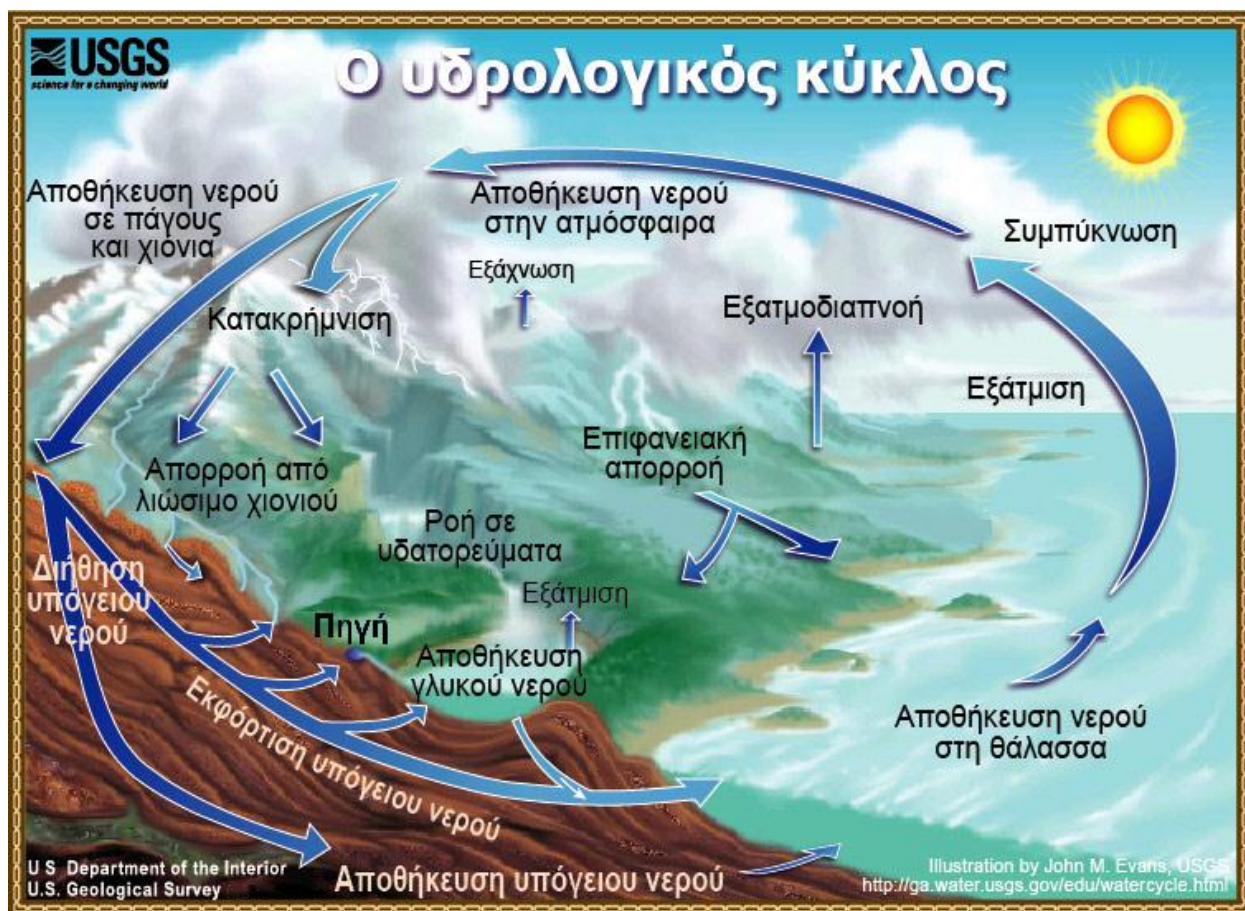 USGS
science for a changing world
Ο υδρολογικός κύκλος
Αποθήκευση νερού
σε πάγους
και χιόνια
Αποθήκευση νερού
στην ατμόσφαιρα
Συμπύκνωση
Εξάχνωση
Κατακρήμνιση
Εξατμοδιαπνοή
Εξάτμιση
Επιφανειακή
απορροή
Απορροή από
λιώσιμο χιονιού
Ροή σε
υδατορεύματα
Διήθηση
υπόγειου
νερού
Εξάτμιση
Πηγή
Αποθήκευση
γλυκού νερού
Αποθήκευση νερού
στη θάλασσα
Εκφόρτιση υπόγειου νερού
Αποθήκευση υπόγειου νερού
U S Department of the Interior
U.S. Geological Survey
Illustration by John M. Evans, USGS
http://ga.water.usgs.gov/edu/watercycle.html